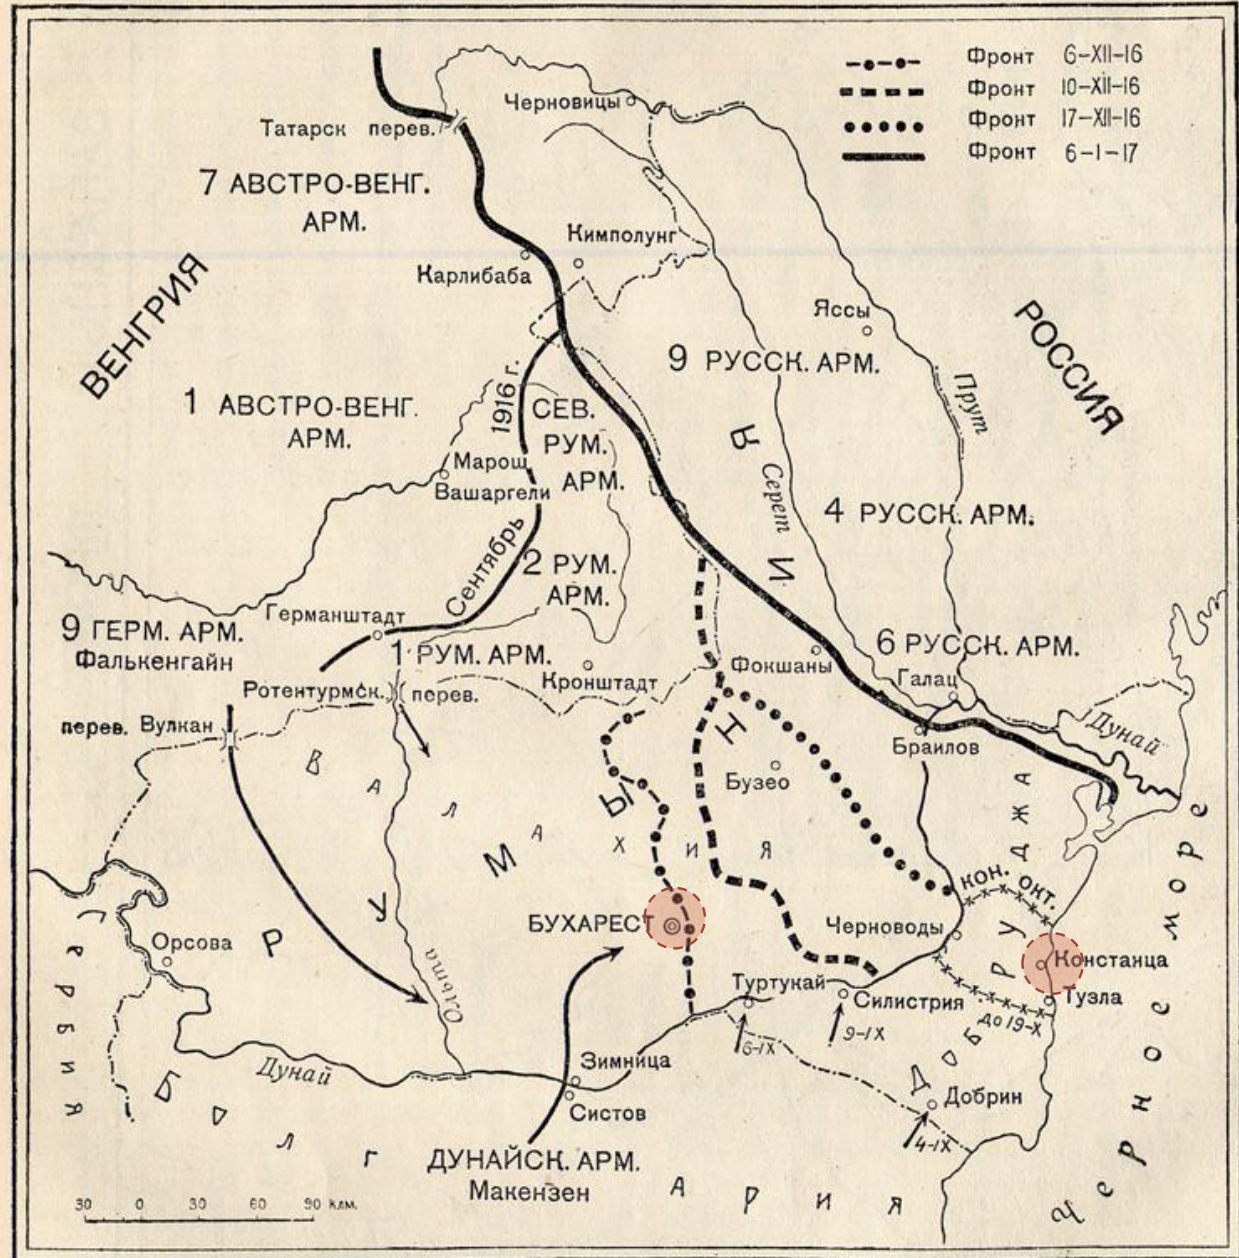 Фронт 6-XII-16
Фронт 10-XII-16
Фронт 17-XII-16
Фронт 6-I-17
Черновицы
Татарск перев.
7 АВСТРО-ВЕНГ.
АРМ.
Кимполунг
Карлибаба
ВЕНГРИЯ
Яссы
РОССИЯ
9 РУССК. АРМ.
Прут
1 АВСТРО-ВЕНГ.
АРМ.
1916 г.
СЕВ.
РУМ.
АРМ.
Марош
Вашаргели
Серет
4 РУССК. АРМ.
Сентябрь
2 РУМ.
АРМ.
Германштадт
9 ГЕРМ. АРМ.
Фалькенгайн
1 РУМ. АРМ.
Кронштадт
Фокшаны
6 РУССК. АРМ.
Галац
Ротентурмск. перев.
перев. Вулкан
Дунай
Браилов
Бузео
ВАЛАХИЯ
РУМЫНИЯ
кон. окт.
БУХАРЕСТ
Черноводы
Констанца
Орсова
Ольта
Туртукай
Силистрия
Тузла
до 19-X
6-IX
9-IX
ДОБРУДЖА
СЕРБИЯ
Зимница
Дунай
Систов
Добрин
4-IX
ДУНАЙСК. АРМ.
Макензен
БОЛГАРИЯ
Черное море
30 0 30 60 90 клм.